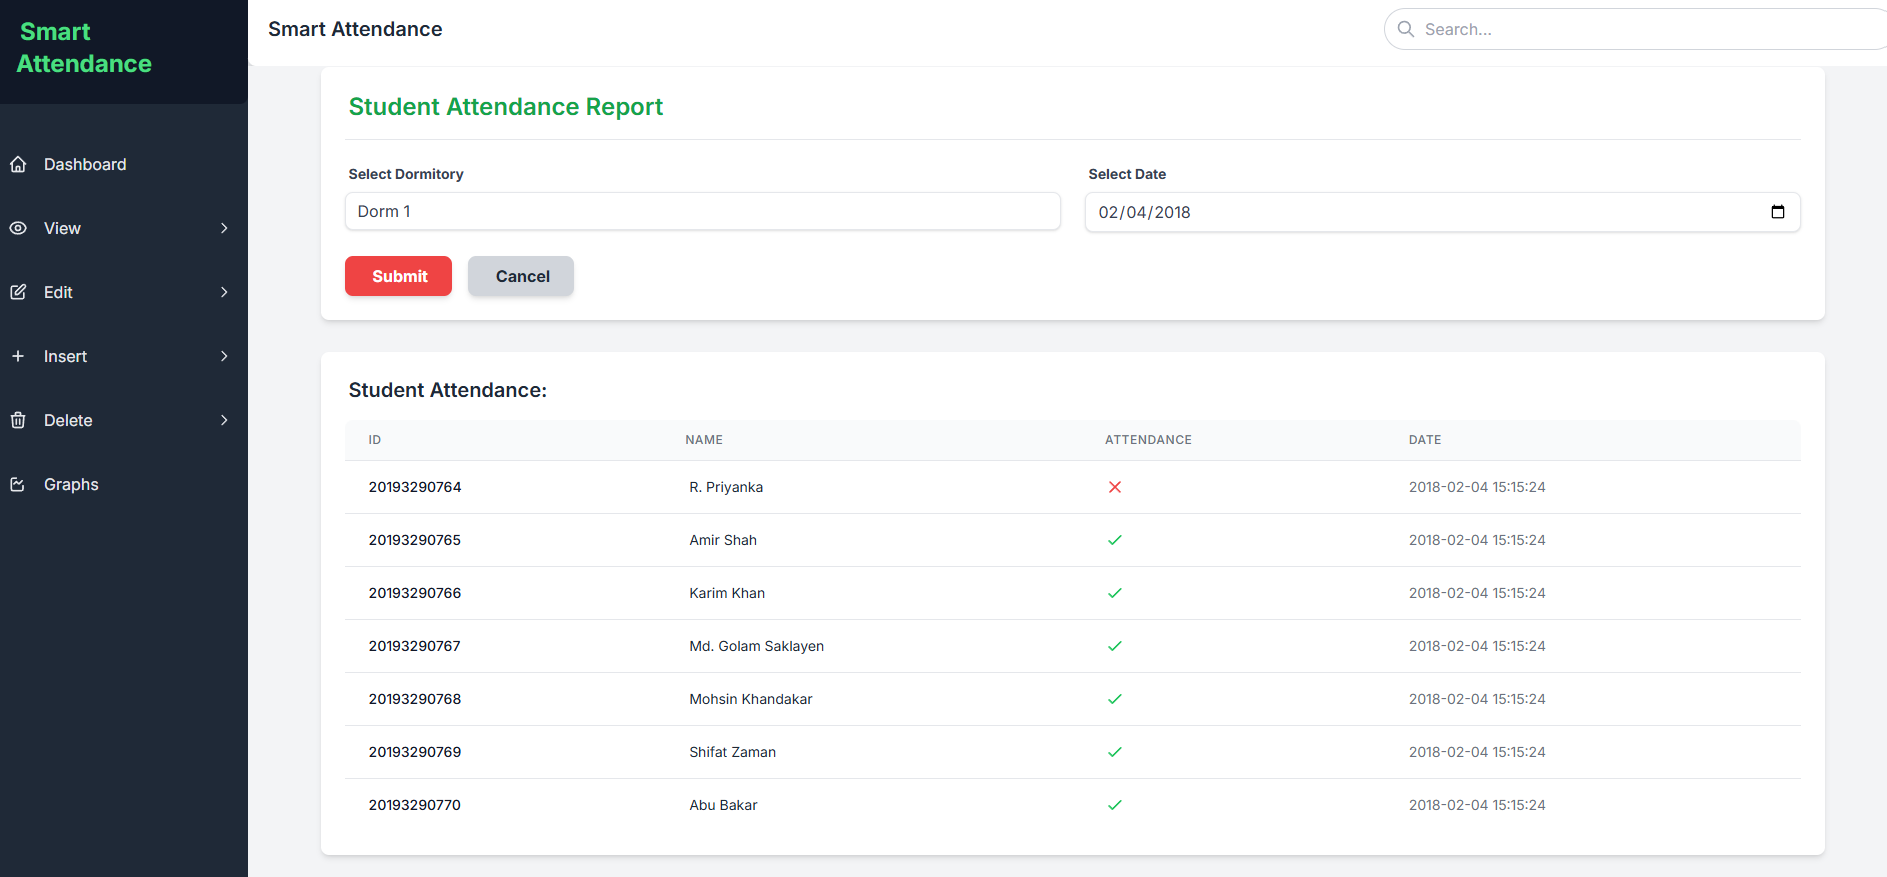 Smart
Attendance
Dashboard
View
Edit
Insert
Delete
Graphs
Smart Attendance
Search...
Student Attendance Report
Select Dormitory
Select Date
Dorm 1
02/04/2018
Submit
Cancel
Student Attendance:
ID NAME ATTENDANCE DATE
20193290764 R. Priyanka 2018-02-04 15:15:24
20193290765 Amir Shah 2018-02-04 15:15:24
20193290766 Karim Khan 2018-02-04 15:15:24
20193290767 Md. Golam Saklayen 2018-02-04 15:15:24
20193290768 Mohsin Khandakar 2018-02-04 15:15:24
20193290769 Shifat Zaman 2018-02-04 15:15:24
20193290770 Abu Bakar 2018-02-04 15:15:24